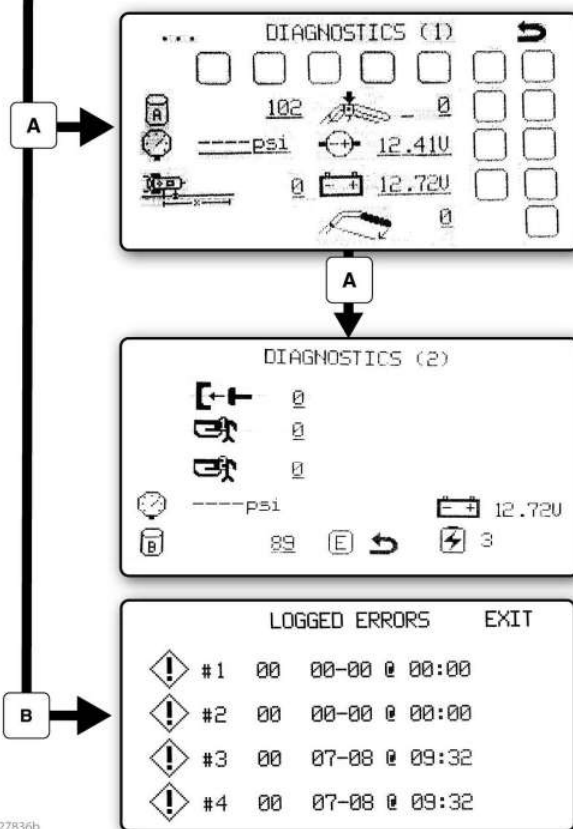 ... DIAGNOSTICS (1)
A
A 102 0
----psi 12.41V
0 12.72V
0
A
DIAGNOSTICS (2)
0
0
0
----psi 12.72V
B 89 E 3
LOGGED ERRORS EXIT
#1 00 00-00 @ 00:00
B
#2 00 00-00 @ 00:00
#3 00 07-08 @ 09:32
#4 00 07-08 @ 09:32